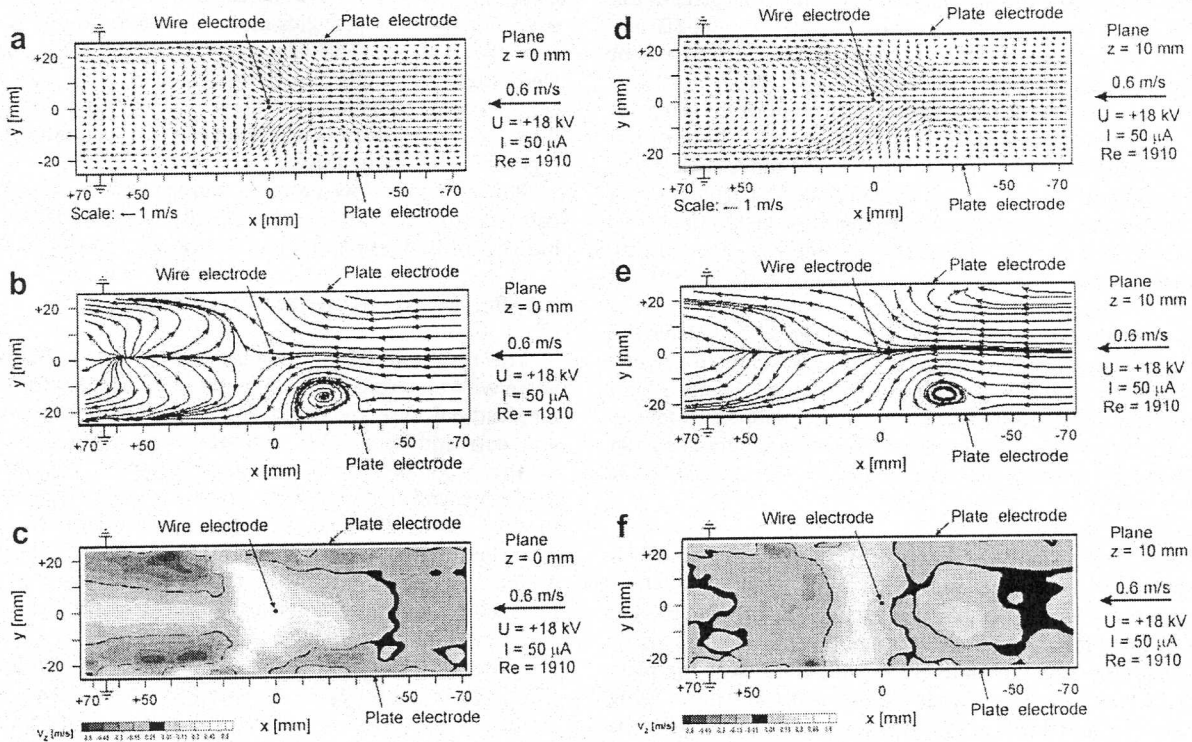 a
Wire electrode
Plate electrode
Plane
z = 0 mm
+20
0
-20
y [mm]
0.6 m/s
U = +18 kV
I = 50 μA
Re = 1910
+70
+50
0
-50
-70
Scale: 1 m/s
x [mm]
Plate electrode
d
Wire electrode
Plate electrode
Plane
z = 10 mm
+20
0
-20
y [mm]
0.6 m/s
U = +18 kV
I = 50 μA
Re = 1910
+70
+50
0
-50
-70
Scale: 1 m/s
x [mm]
Plate electrode
b
Wire electrode
Plate electrode
Plane
z = 0 mm
+20
0
-20
y [mm]
0.6 m/s
U = +18 kV
I = 50 μA
Re = 1910
+70
+50
0
-50
-70
x [mm]
Plate electrode
e
Wire electrode
Plate electrode
Plane
z = 10 mm
+20
0
-20
y [mm]
0.6 m/s
U = +18 kV
I = 50 μA
Re = 1910
+70
+50
0
-50
-70
x [mm]
Plate electrode
c
Wire electrode
Plate electrode
Plane
z = 0 mm
+20
0
-20
y [mm]
0.6 m/s
U = +18 kV
I = 50 μA
Re = 1910
+70
+50
0
-50
-70
x [mm]
Plate electrode
Vz [m/s]
f
Wire electrode
Plate electrode
Plane
z = 10 mm
+20
0
-20
y [mm]
0.6 m/s
U = +18 kV
I = 50 μA
Re = 1910
+70
+50
0
-50
-70
x [mm]
Plate electrode
Vz [m/s]